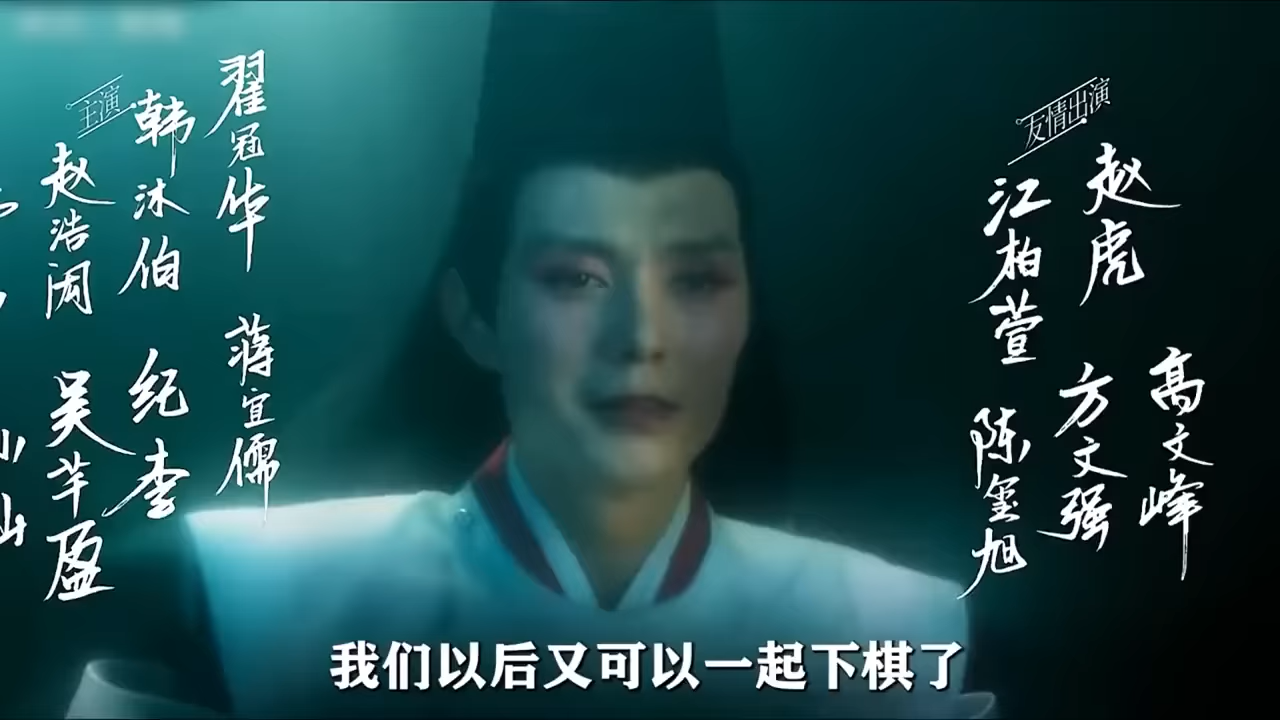 主演
翟冠华
蒋宜儒
韩沐伯
纪李
赵浩闳
吴芊盈
友情出演
赵虎
高文峰
江柏萱
方文强
陈玺旭
我们以后又可以一起下棋了